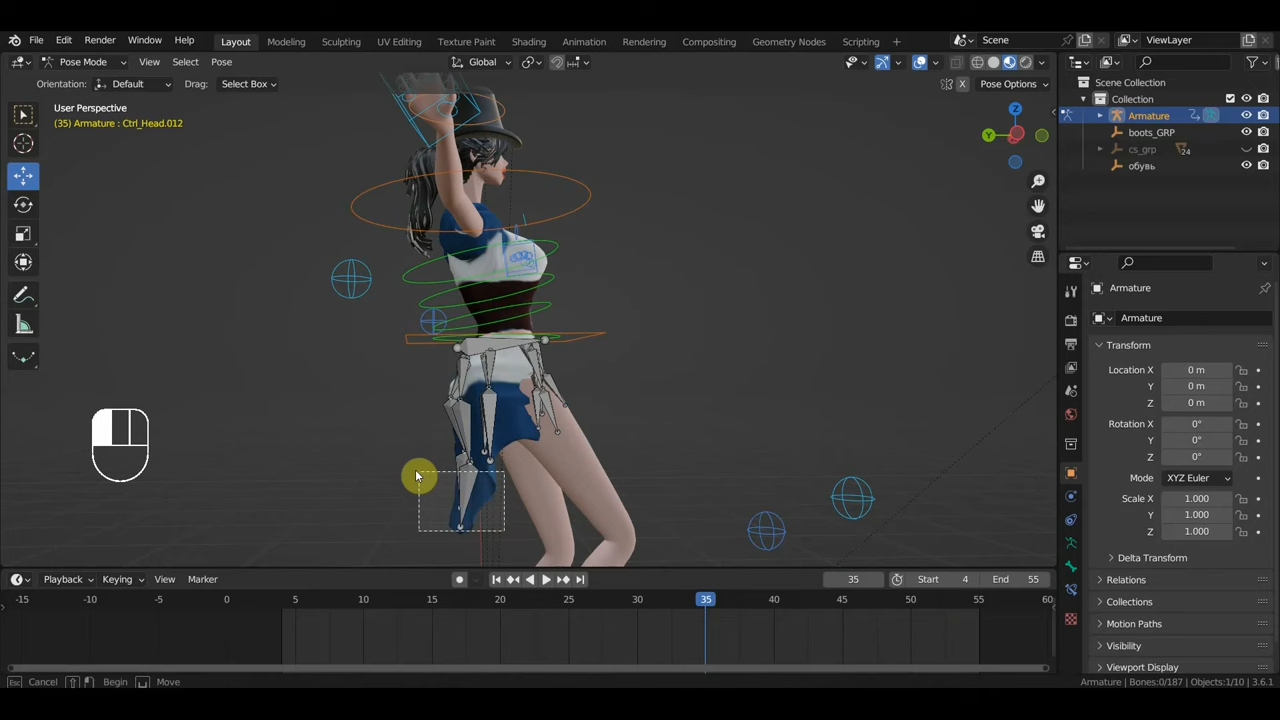 File Edit Render Window Help Layout Modeling Sculpting UV Editing Texture Paint Shading Animation Rendering Compositing Geometry Nodes Scripting + Scene ViewLayer
Pose Mode View Select Pose Global X Pose Options
Orientation: Default Drag: Select Box
User Perspective
(35) Armature : Ctrl_Head.012
Z
Y
Scene Collection
Collection
Armature
boots_GRP
cs_grp 24
обувь
Armature
Armature
Transform
Location X 0 m
Y 0 m
Z 0 m
Rotation X 0°
Y 0°
Z 0°
Mode XYZ Euler
Scale X 1.000
Y 1.000
Z 1.000
Delta Transform
Relations
Collections
Motion Paths
Visibility
Viewport Display
Playback Keying View Marker 35 Start 4 End 55
-15 -10 -5 0 5 10 15 20 25 30 35 40 45 50 55 60
Esc Cancel Begin Move Armature | Bones:0/187 | Objects:1/10 | 3.6.1